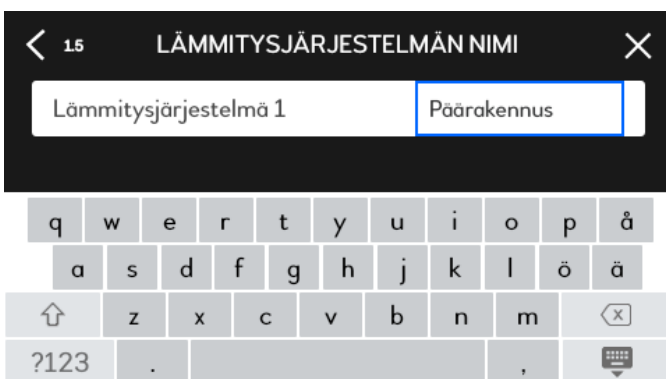 1.5 LÄMMITYSJÄRJESTELMÄN NIMI
Lämmitysjärjestelmä 1 Päärakennus
q w e r t y u i o p å
a s d f g h j k l ö ä
z x c v b n m
?123 . ,